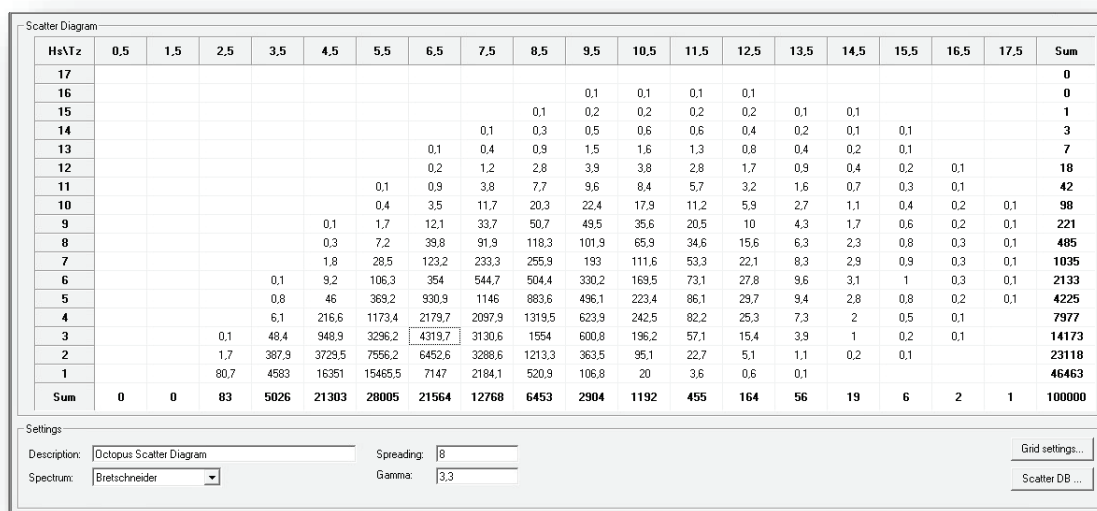 Scatter Diagram
Hs\Tz 0,5 1,5 2,5 3,5 4,5 5,5 6,5 7,5 8,5 9,5 10,5 11,5 12,5 13,5 14,5 15,5 16,5 17,5 Sum
17 0
16 0,1 0,1 0,1 0,1 0
15 0,1 0,2 0,2 0,2 0,2 0,1 0,1 1
14 0,1 0,3 0,5 0,6 0,6 0,4 0,2 0,1 0,1 3
13 0,1 0,4 0,9 1,5 1,6 1,3 0,8 0,4 0,2 0,1 7
12 0,2 1,2 2,8 3,9 3,8 2,8 1,7 0,9 0,4 0,2 0,1 18
11 0,1 0,9 3,8 7,7 9,6 8,4 5,7 3,2 1,6 0,7 0,3 0,1 42
10 0,4 3,5 11,7 20,3 22,4 17,9 11,2 5,9 2,7 1,1 0,4 0,2 0,1 98
9 0,1 1,7 12,1 33,7 50,7 49,5 35,6 20,5 10 4,3 1,7 0,6 0,2 0,1 221
8 0,3 7,2 39,8 91,9 118,3 101,9 65,9 34,6 15,6 6,3 2,3 0,8 0,3 0,1 485
7 1,8 28,5 123,2 233,3 255,9 193 111,6 53,3 22,1 8,3 2,9 0,9 0,3 0,1 1035
6 0,1 9,2 106,3 354 544,7 504,4 330,2 169,5 73,1 27,8 9,6 3,1 1 0,3 0,1 2133
5 0,8 46 369,2 930,9 1146 883,6 496,1 223,4 86,1 29,7 9,4 2,8 0,8 0,2 0,1 4225
4 6,1 216,6 1173,4 2179,7 2097,9 1319,5 623,9 242,5 82,2 25,3 7,3 2 0,5 0,1 7977
3 0,1 48,4 948,9 3296,2 4319,7 3130,6 1554 600,8 196,2 57,1 15,4 3,9 1 0,2 0,1 14173
2 1,7 387,9 3729,5 7556,2 6452,6 3288,6 1213,3 363,5 95,1 22,7 5,1 1,1 0,2 0,1 23118
1 80,7 4583 16351 15465,5 7147 2184,1 520,9 106,8 20 3,6 0,6 0,1 46463
Sum 0 0 83 5026 21303 28005 21564 12768 6453 2904 1192 455 164 56 19 6 2 1 100000
Settings
Description: Octopus Scatter Diagram Spreading: 8 Grid settings...
Spectrum: Bretschneider Gamma: 3,3 Scatter DB ...